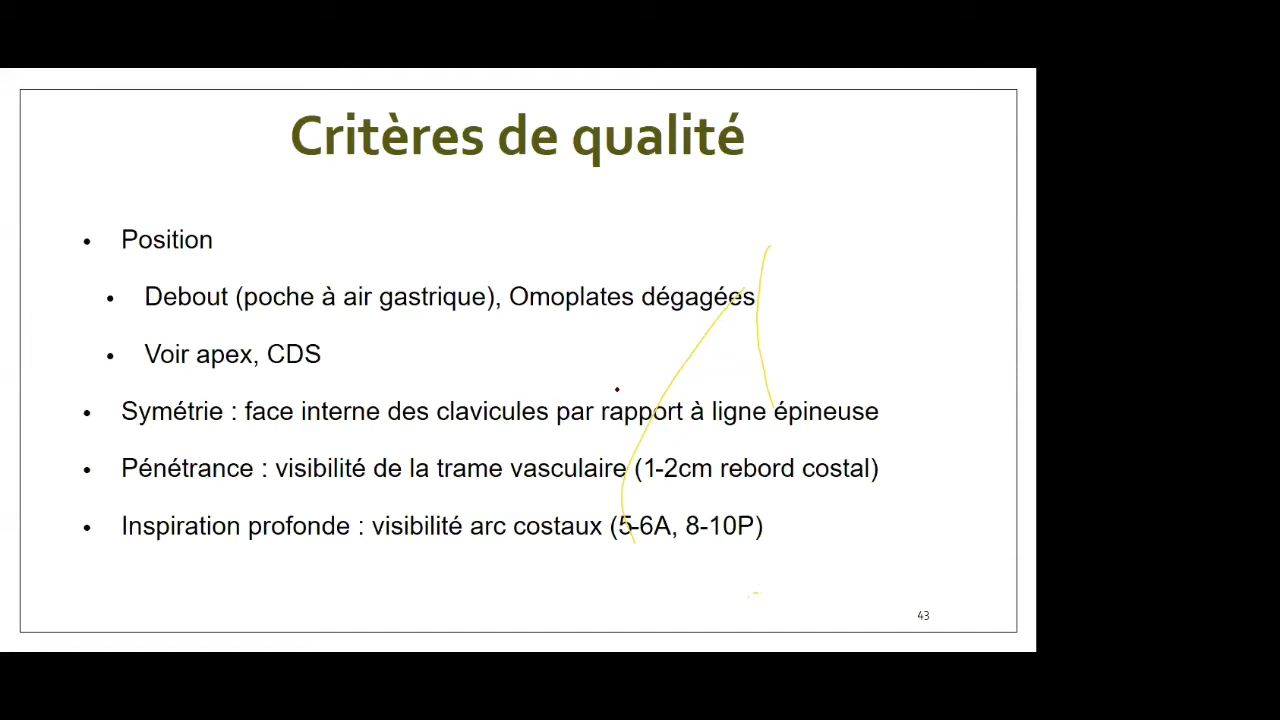 Critères de qualité
• Position
• Debout (poche à air gastrique), Omoplates dégagées
• Voir apex, CDS
• Symétrie : face interne des clavicules par rapport à ligne épineuse
• Pénétrance : visibilité de la trame vasculaire (1-2cm rebord costal)
• Inspiration profonde : visibilité arc costaux (5-6A, 8-10P)
43